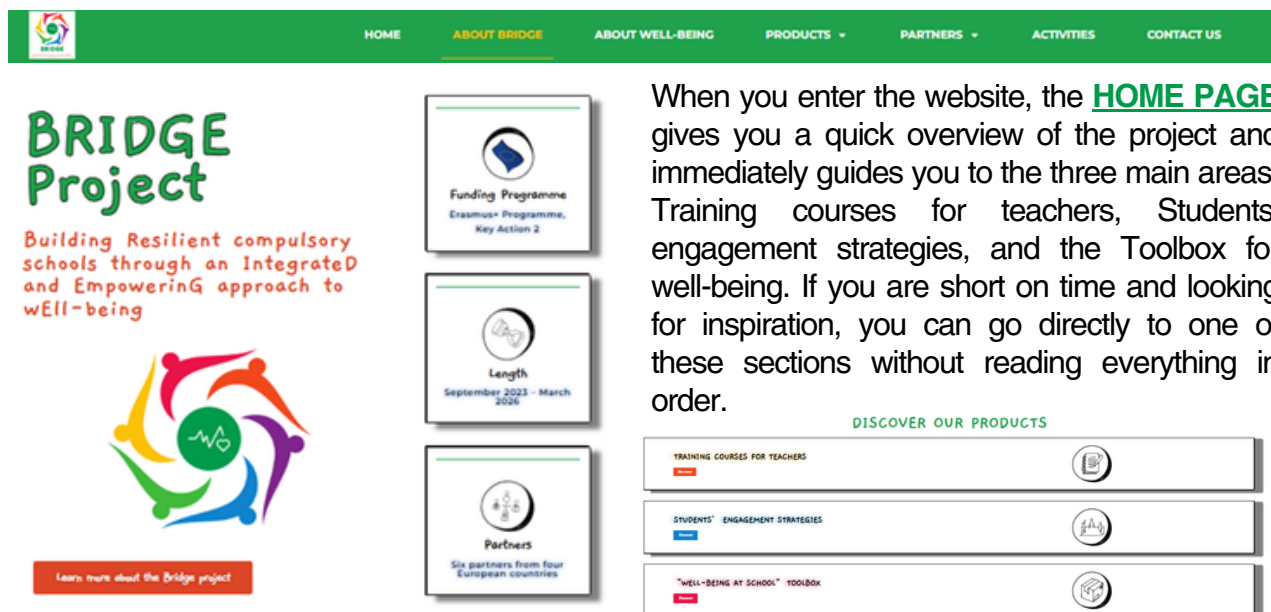 BRIDGE
HOME ABOUT BRIDGE ABOUT WELL-BEING PRODUCTS PARTNERS ACTIVITIES CONTACT US
BRIDGE
Project
Building Resilient compulsory
schools through an IntegrateD
and EmpowerinG approach to
wEll-being
Learn more about the Bridge project
Funding Programme
Erasmus+ Programme,
Key Action 2
Length
September 2023 - March
2026
Partners
Six partners from four
European countries
When you enter the website, the HOME PAGE
gives you a quick overview of the project and
immediately guides you to the three main areas
Training courses for teachers, Students
engagement strategies, and the Toolbox fo
well-being. If you are short on time and looking
for inspiration, you can go directly to one o
these sections without reading everything in
order.
DISCOVER OUR PRODUCTS
TRAINING COURSES FOR TEACHERS
Discover
STUDENTS' ENGAGEMENT STRATEGIES
Discover
"WELL-BEING AT SCHOOL" TOOLBOX
Discover